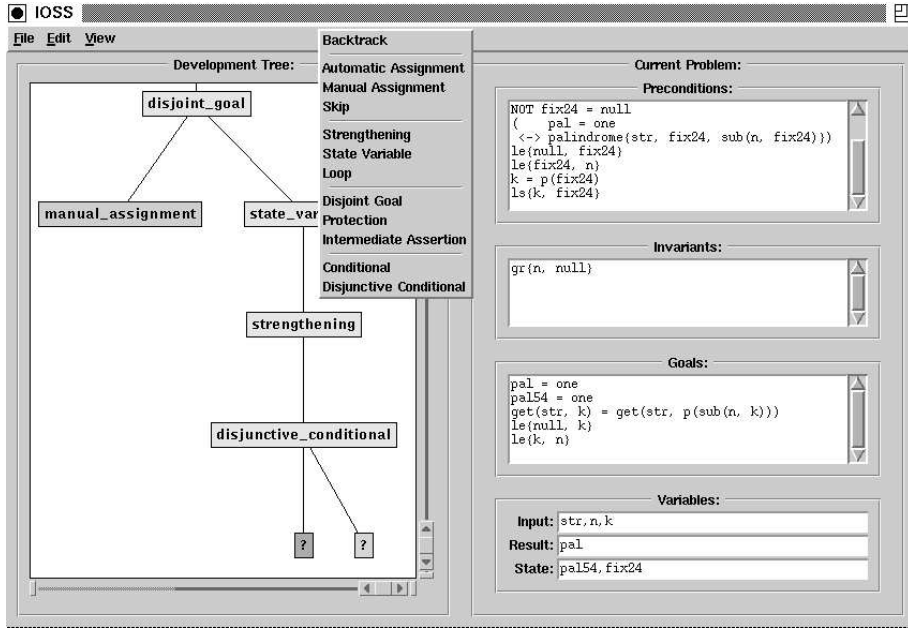 IOSS
File Edit View
Development Tree:
disjoint_goal
manual_assignment
state_var
strengthening
disjunctive_conditional
?
?
Backtrack
Automatic Assignment
Manual Assignment
Skip
Strengthening
State Variable
Loop
Disjoint Goal
Protection
Intermediate Assertion
Conditional
Disjunctive Conditional
Current Problem:
Preconditions:
NOT fix24 = null
( pal = one
<-> palindrome{str, fix24, sub(n, fix24)})
le{null, fix24}
le{fix24, n}
k = p(fix24)
ls{k, fix24}
Invariants:
gr{n, null}
Goals:
pal = one
pal54 = one
get(str, k) = get(str, p(sub(n, k)))
le{null, k}
le{k, n}
Variables:
Input: str,n,k
Result: pal
State: pal54,fix24